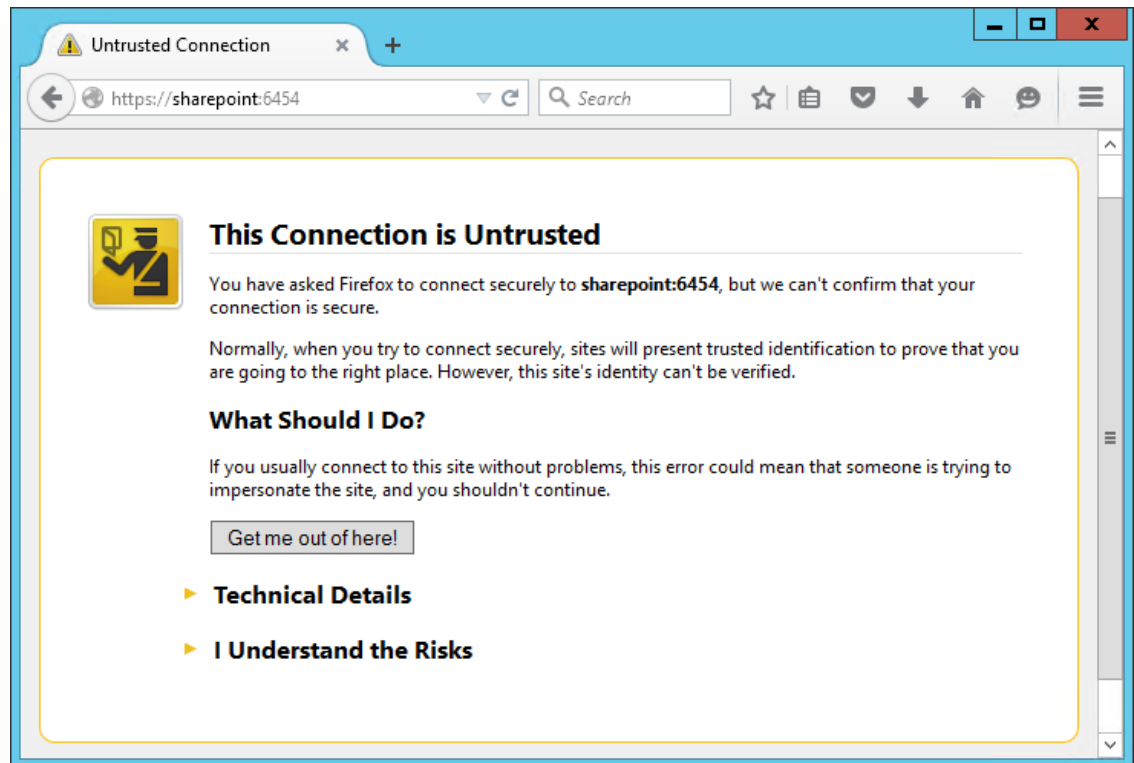 Untrusted Connection
https://sharepoint:6454
Search
This Connection is Untrusted
You have asked Firefox to connect securely to sharepoint:6454, but we can't confirm that your
connection is secure.
Normally, when you try to connect securely, sites will present trusted identification to prove that you
are going to the right place. However, this site's identity can't be verified.
What Should I Do?
If you usually connect to this site without problems, this error could mean that someone is trying to
impersonate the site, and you shouldn't continue.
Get me out of here!
Technical Details
I Understand the Risks